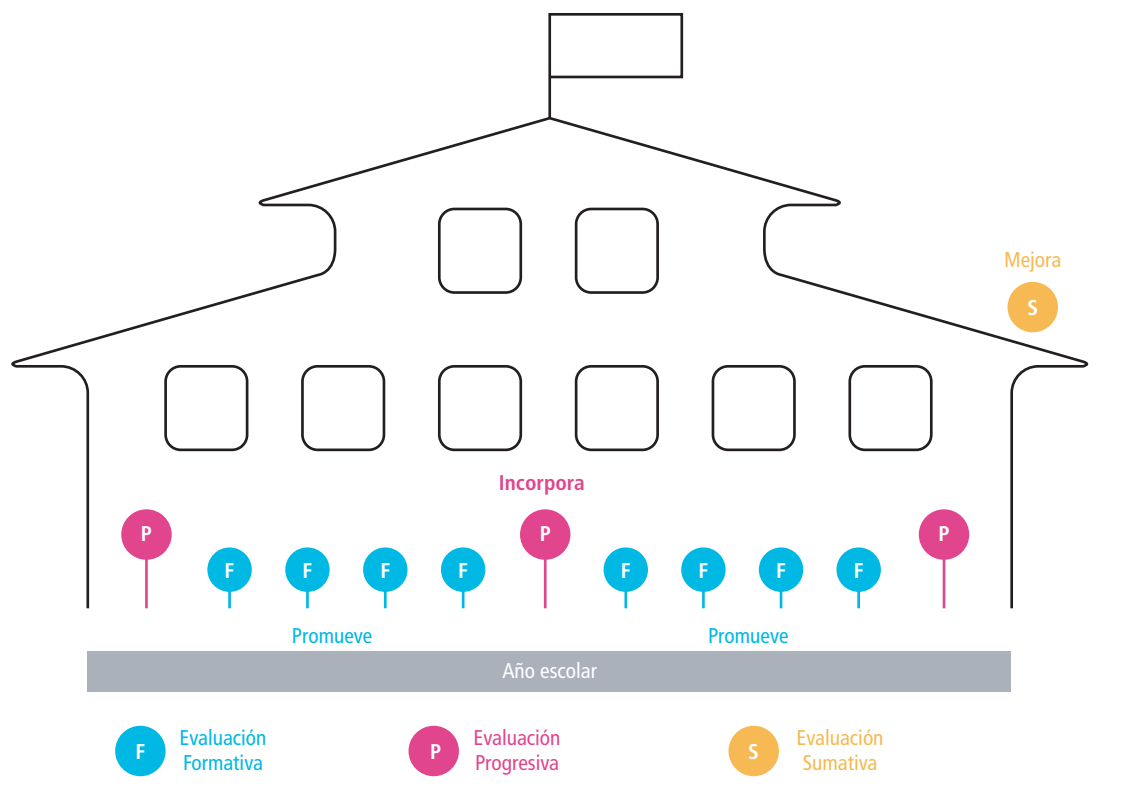 Mejora
S
Incorpora
P P P
F F F F F F F F
Promueve Promueve
Año escolar
F Evaluación Formativa
P Evaluación Progresiva
S Evaluación Sumativa